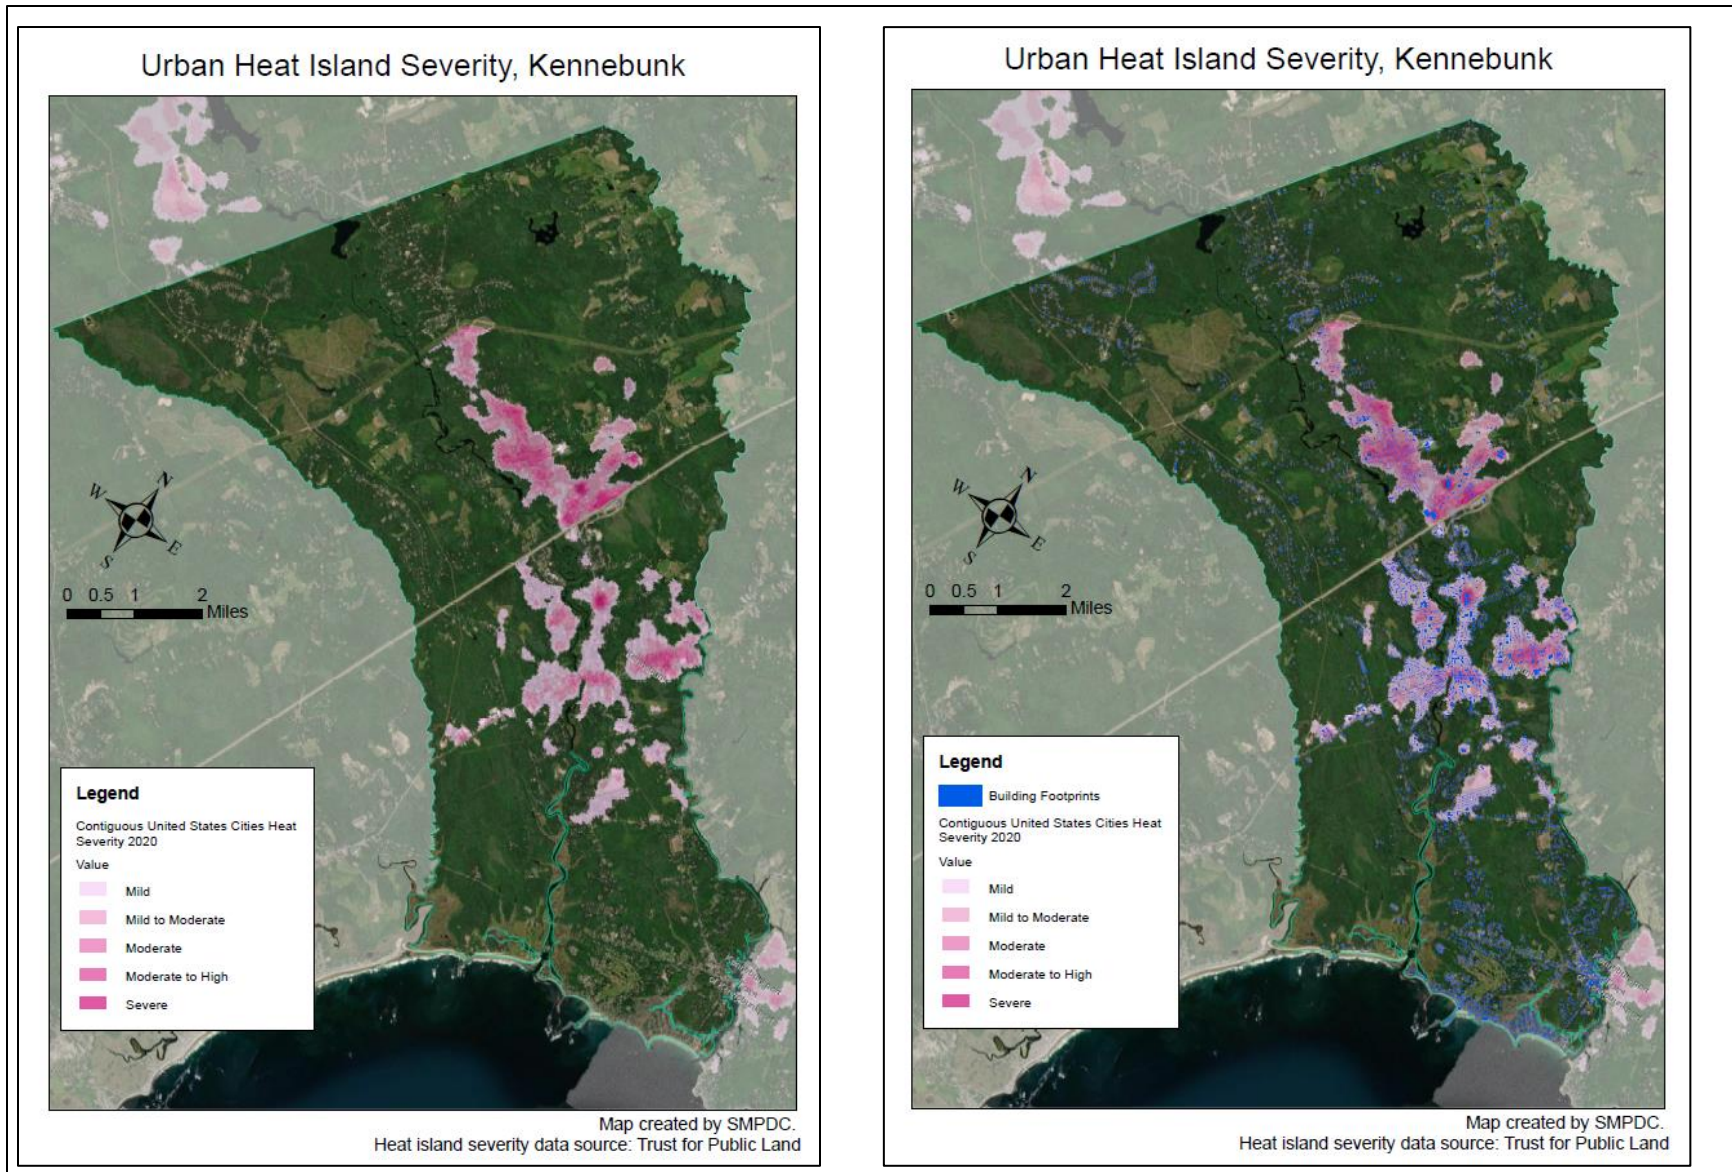 Urban Heat Island Severity, Kennebunk
N
W
E
S
0 0.5 1 2
Miles
Legend
Contiguous United States Cities Heat
Severity 2020
Value
Mild
Mild to Moderate
Moderate
Moderate to High
Severe
Map created by SMPDC.
Heat island severity data source: Trust for Public Land
Urban Heat Island Severity, Kennebunk
N
W
E
S
0 0.5 1 2
Miles
Legend
Building Footprints
Contiguous United States Cities Heat
Severity 2020
Value
Mild
Mild to Moderate
Moderate
Moderate to High
Severe
Map created by SMPDC.
Heat island severity data source: Trust for Public Land